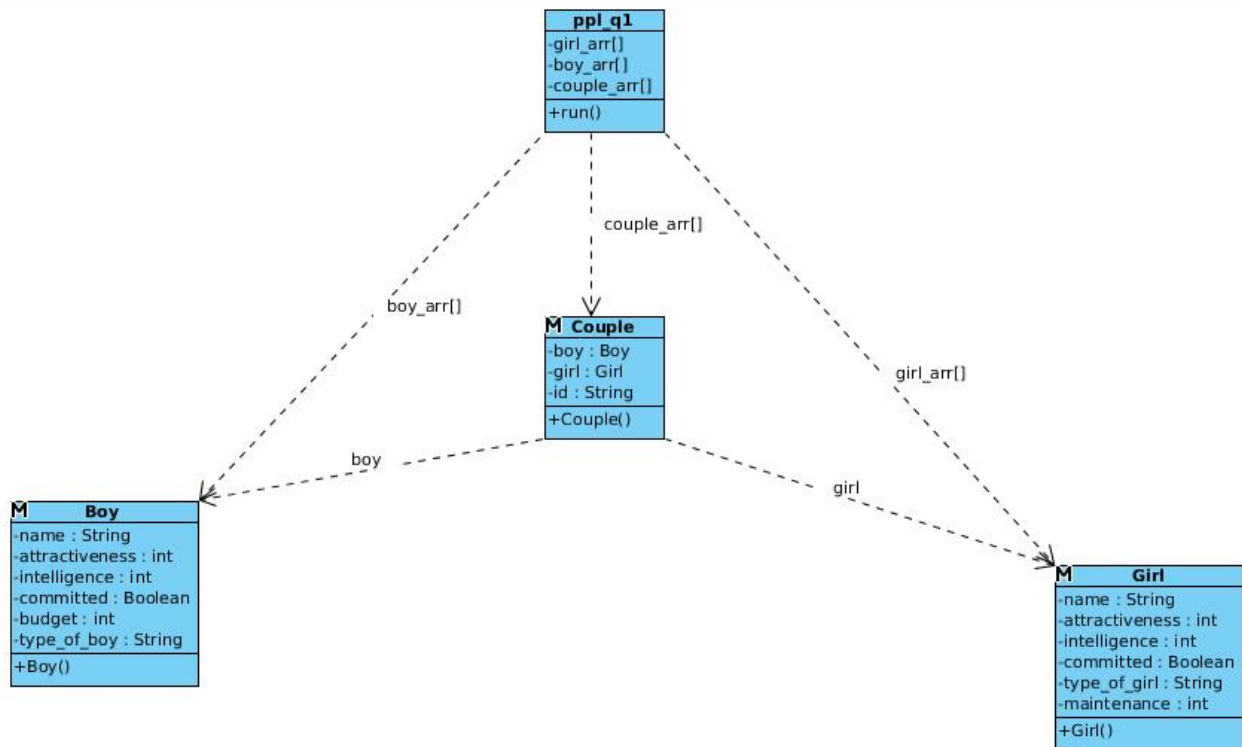 ppl_q1
-girl_arr[]
-boy_arr[]
-couple_arr[]
+run()
couple_arr[]
boy_arr[]
girl_arr[]
M Couple
-boy : Boy
-girl : Girl
-id : String
+Couple()
boy
girl
M Boy
-name : String
-attractiveness : int
-intelligence : int
-committed : Boolean
-budget : int
-type_of_boy : String
+Boy()
M Girl
-name : String
-attractiveness : int
-intelligence : int
-committed : Boolean
-type_of_girl : String
-maintenance : int
+Girl()